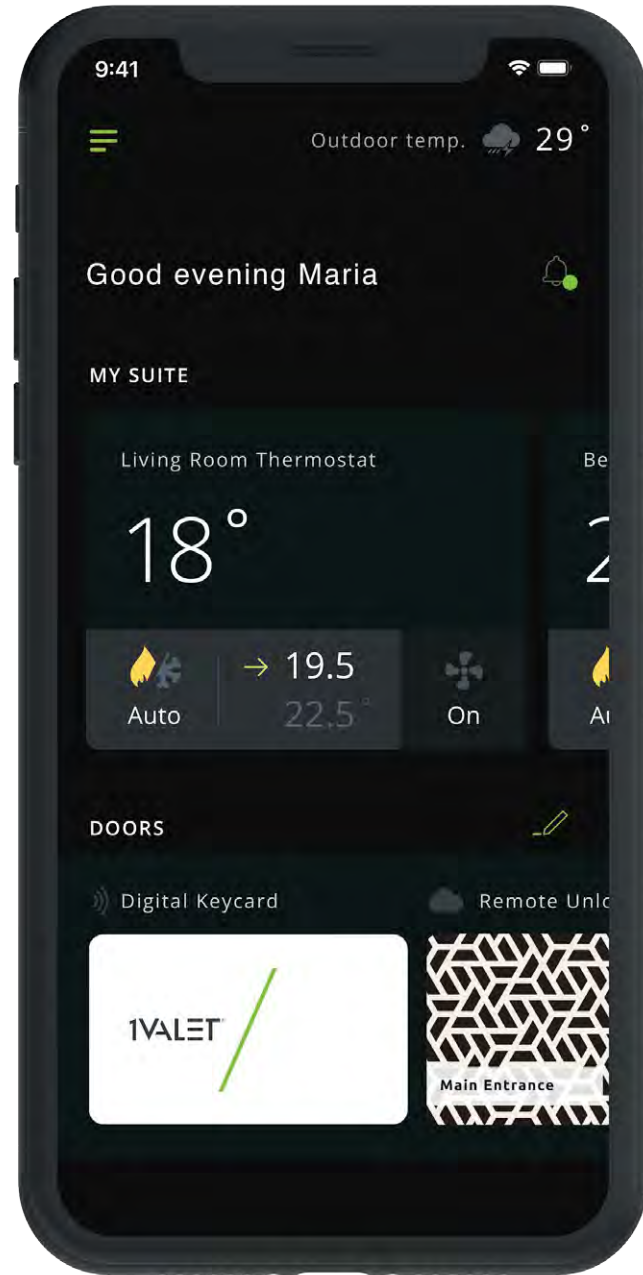 9:41
Outdoor temp. 29°
Good evening Maria
MY SUITE
Living Room Thermostat
18°
Auto
→ 19.5
22.5°
On
DOORS
Digital Keycard
Remote
1VALET
Main Entrance